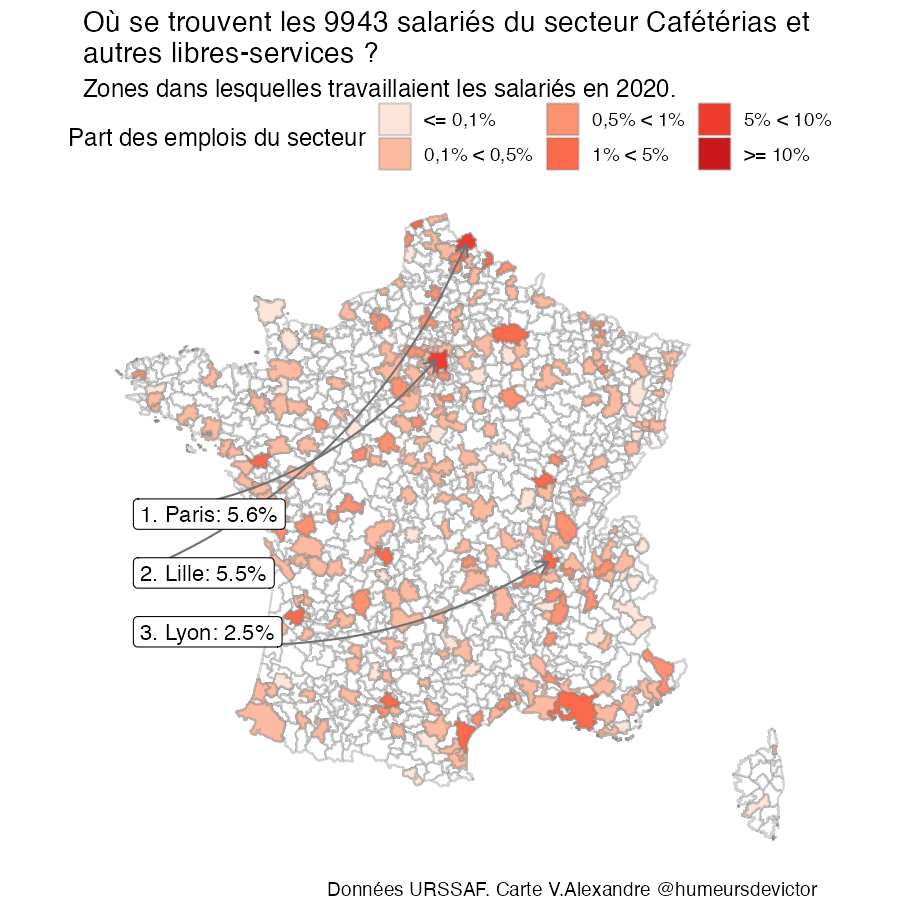 Où se trouvent les 9943 salariés du secteur Cafétérias et
autres libres-services ?
Zones dans lesquelles travaillaient les salariés en 2020.
Part des emplois du secteur
<= 0,1%
0,5% < 1%
5% < 10%
0,1% < 0,5%
1% < 5%
>= 10%
1. Paris: 5.6%
2. Lille: 5.5%
3. Lyon: 2.5%
Données URSSAF. Carte V.Alexandre @humeursdevictor